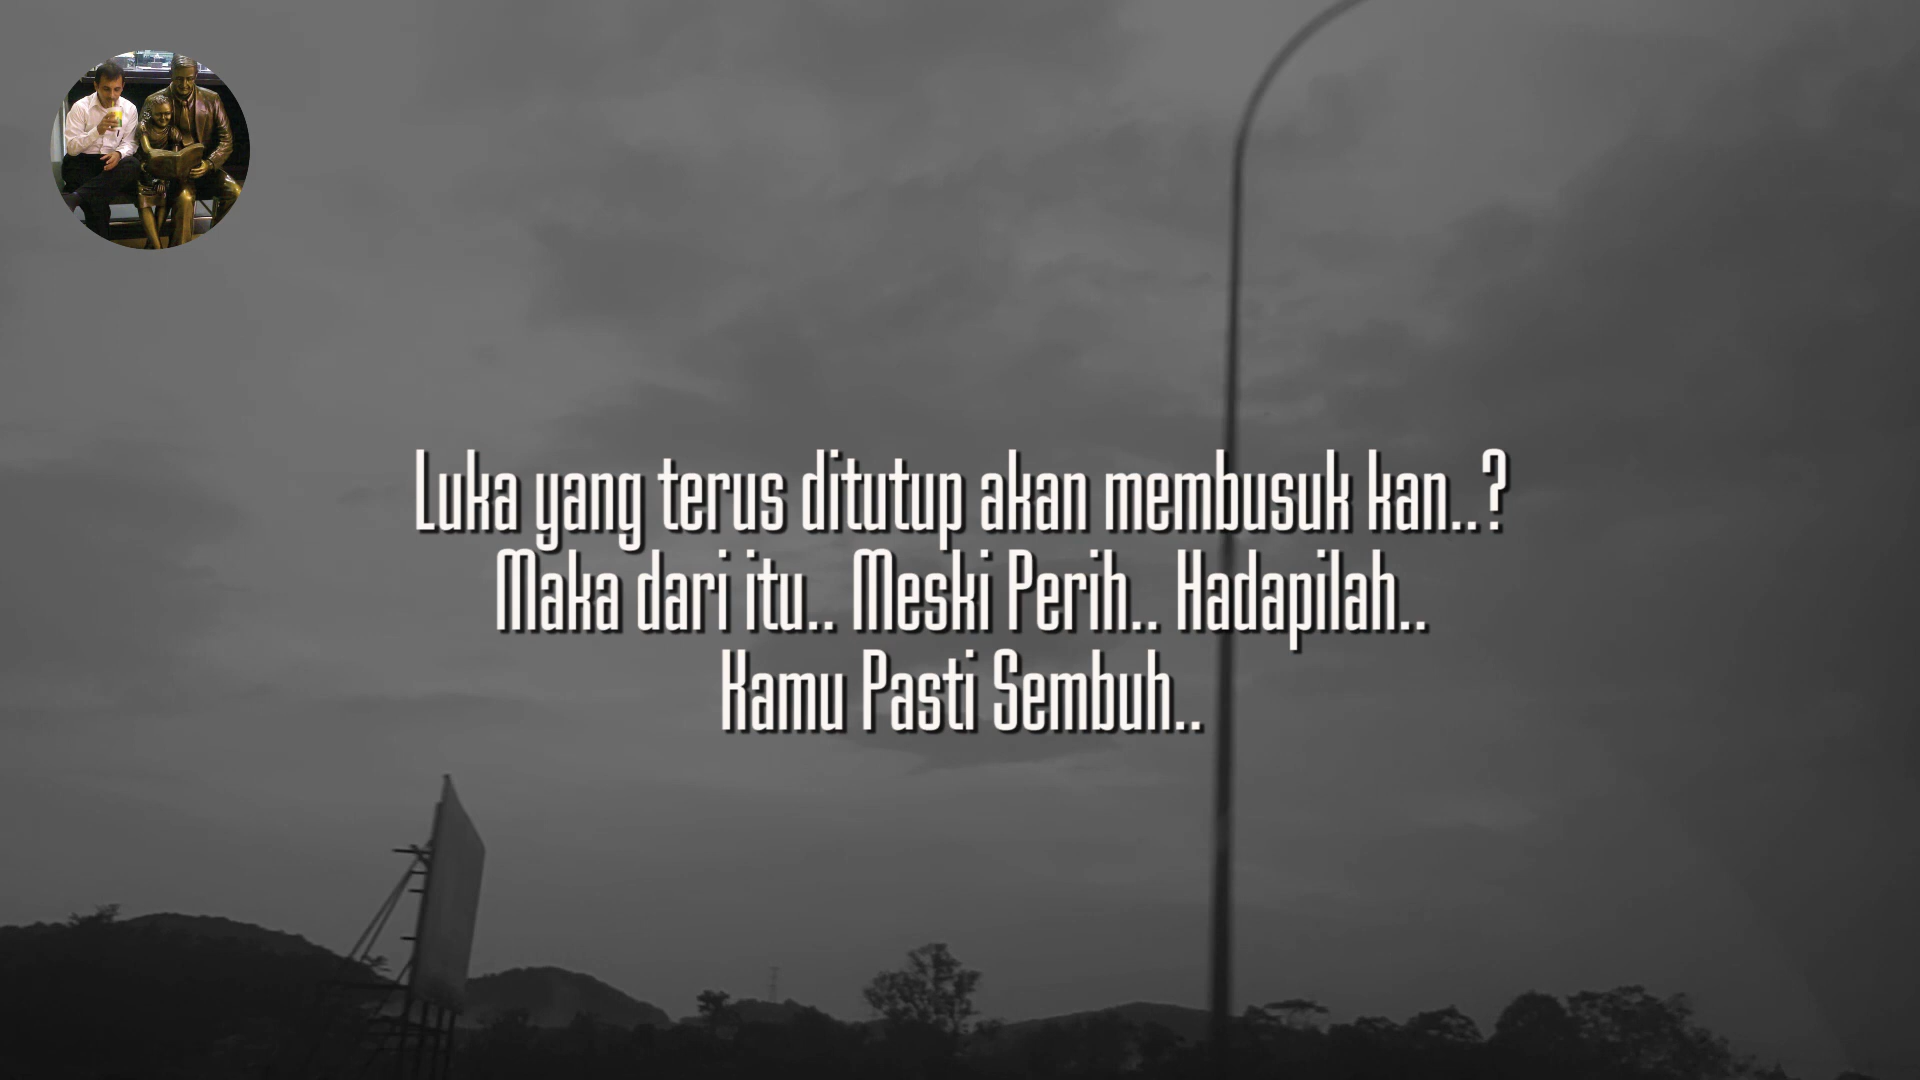 Luka yang terus ditutup akan membusuk kan..?
Maka dari itu.. Meski Perih.. Hadapilah..
Kamu Pasti Sembuh..